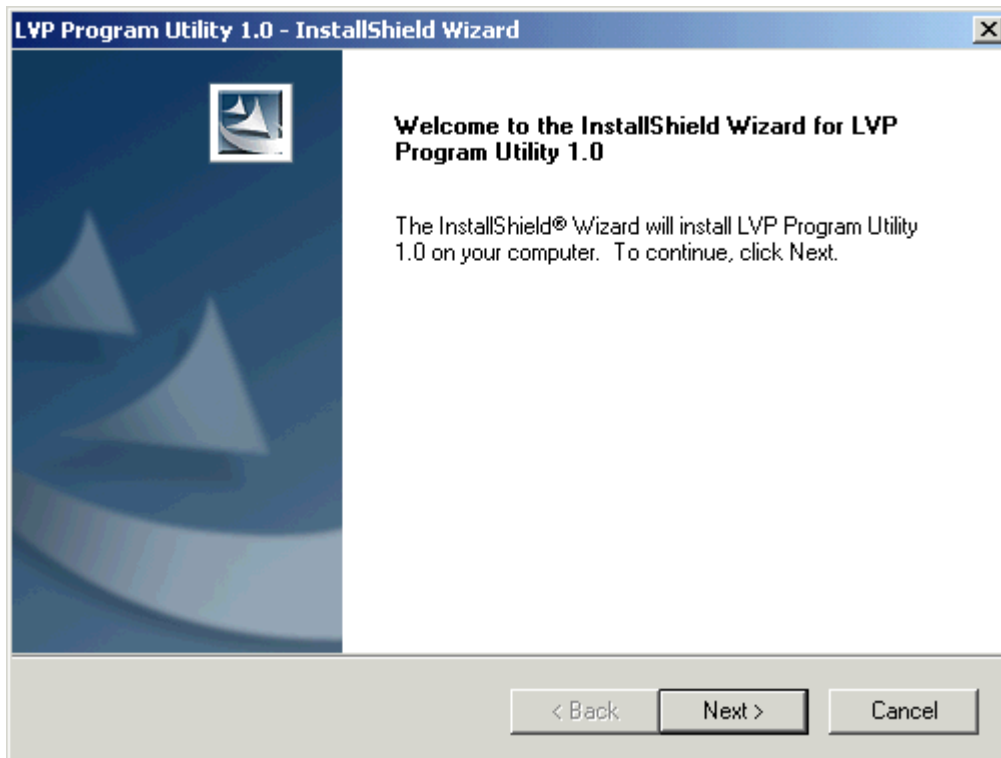 LVP Program Utility 1.0 - InstallShield Wizard
Welcome to the InstallShield Wizard for LVP
Program Utility 1.0
The InstallShield® Wizard will install LVP Program Utility
1.0 on your computer.  To continue, click Next.
< Back
Next >
Cancel